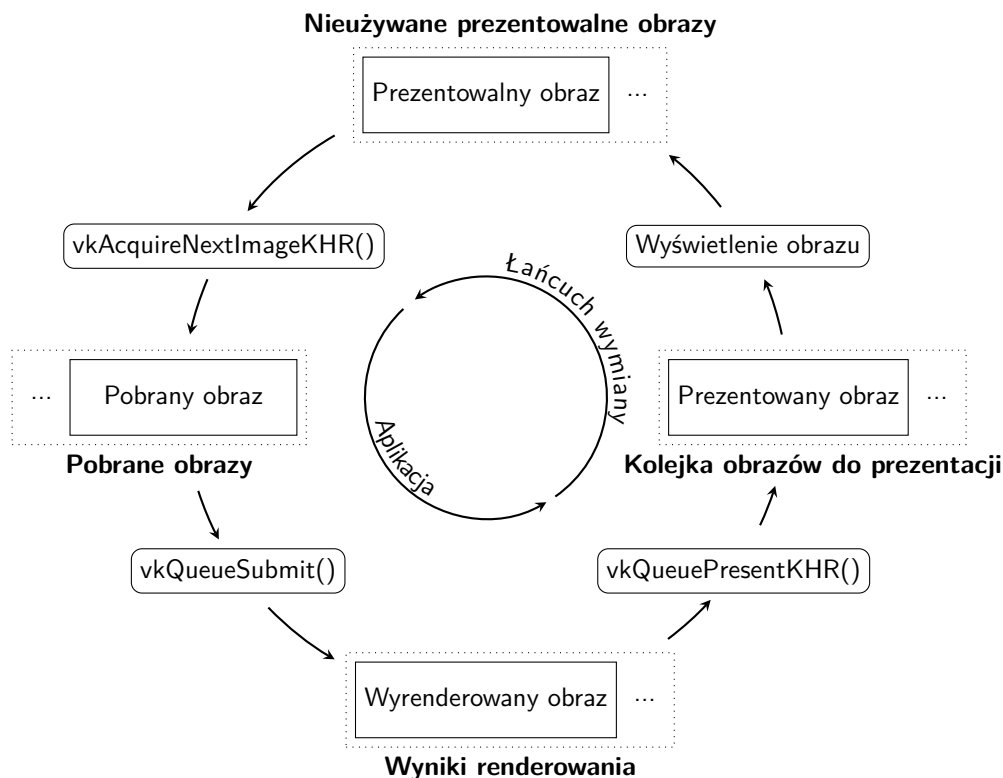 Nieużywane prezentowalne obrazy
Prezentowalny obraz ...
vkAcquireNextImageKHR()
Wyświetlenie obrazu
Łańcuch wymiany
... Pobrany obraz
Prezentowany obraz ...
Aplikacja
Pobrane obrazy
Kolejka obrazów do prezentacji
vkQueueSubmit()
vkQueuePresentKHR()
Wyrenderowany obraz ...
Wyniki renderowania